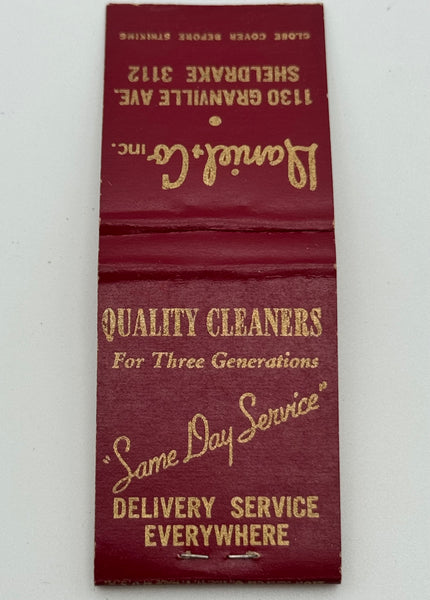 CLOSE COVER BEFORE STRIKING
Daniel & Co INC.
1130 GRANVILLE AVE.
SHELDRAKE 3112
QUALITY CLEANERS
For Three Generations
"Same Day Service"
DELIVERY SERVICE
EVERYWHERE